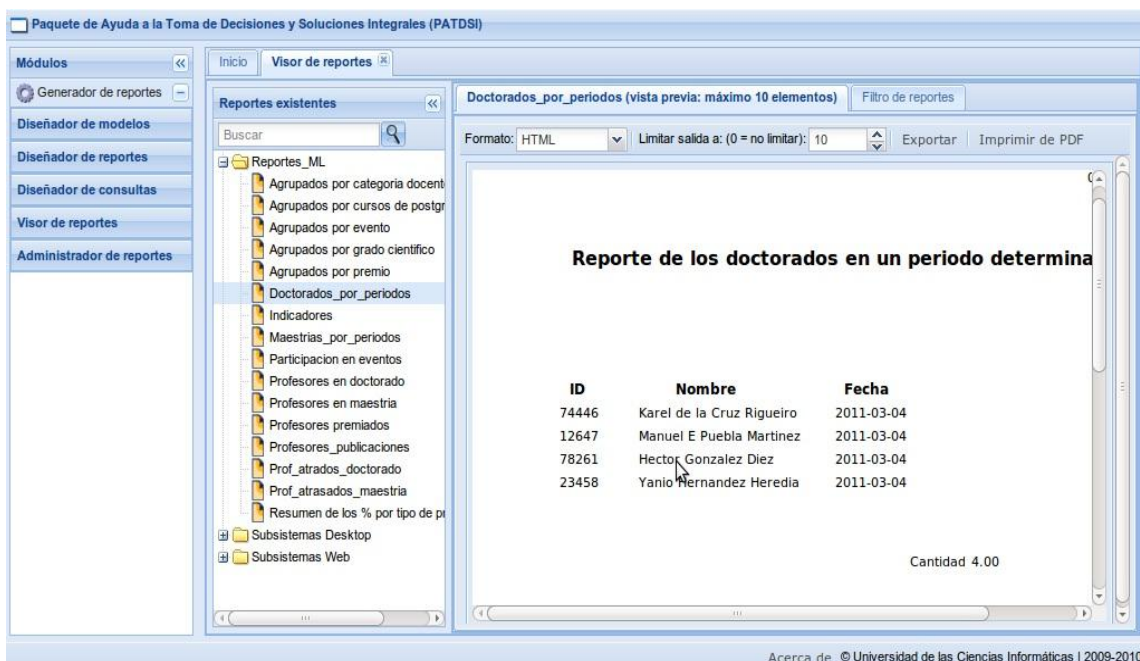 Paquete de Ayuda a la Toma de Decisiones y Soluciones Integrales (PATDSI)
Módulos
Generador de reportes
Diseñador de modelos
Diseñador de reportes
Diseñador de consultas
Visor de reportes
Administrador de reportes
Inicio
Visor de reportes
Reportes existentes
Buscar
Reportes_ML
Agrupados por categoria docent
Agrupados por cursos de postgr
Agrupados por evento
Agrupados por grado cientifico
Agrupados por premio
Doctorados_por_periodos
Indicadores
Maestrias_por_periodos
Participacion en eventos
Profesores en doctorado
Profesores en maestria
Profesores premiados
Profesores_publicaciones
Prof_atrados_doctorado
Prof_atrasados_maestria
Resumen de los % por tipo de pr
Subsistemas Desktop
Subsistemas Web
Doctorados_por_periodos (vista previa: máximo 10 elementos)
Filtro de reportes
Formato: HTML Limitar salida a: (0 = no limitar): 10 Exportar Imprimir de PDF
Reporte de los doctorados en un periodo determina
ID Nombre Fecha
74446 Karel de la Cruz Rigueiro 2011-03-04
12647 Manuel E Puebla Martinez 2011-03-04
78261 Hector Gonzalez Diez 2011-03-04
23458 Yanio Hernandez Heredia 2011-03-04
Cantidad 4.00
Acerca de © Universidad de las Ciencias Informáticas | 2009-2010